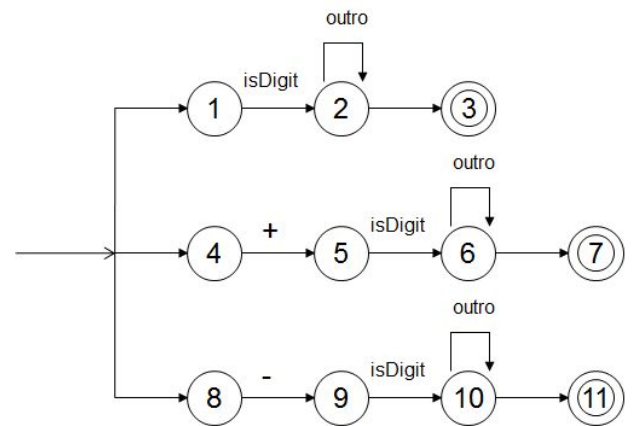 outro
isDigit
1 2 3
outro
+ isDigit
4 5 6 7
outro
- isDigit
8 9 10 11